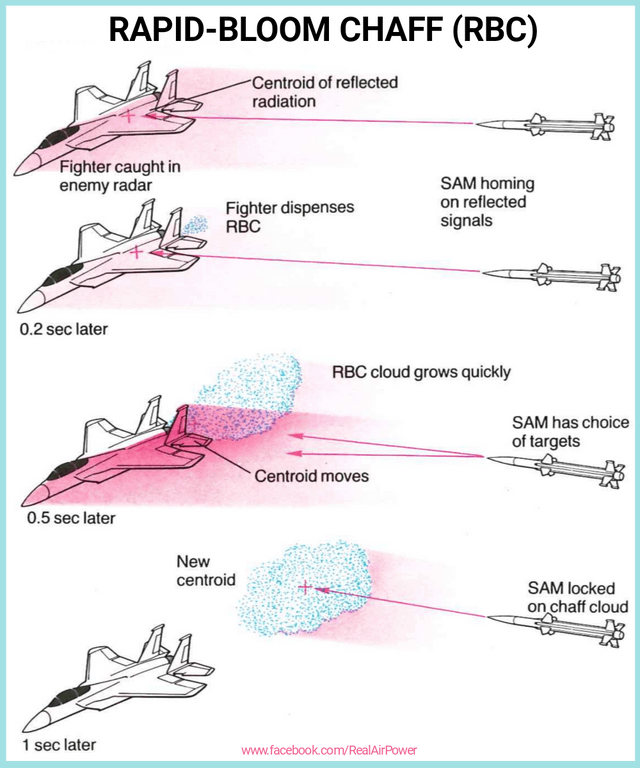 RAPID-BLOOM CHAFF (RBC)
Centroid of reflected
radiation
Fighter caught in
enemy radar
SAM homing
on reflected
signals
Fighter dispenses
RBC
0.2 sec later
RBC cloud grows quickly
SAM has choice
of targets
Centroid moves
0.5 sec later
New
centroid
SAM locked
on chaff cloud
1 sec later
www.facebook.com/RealAirPower